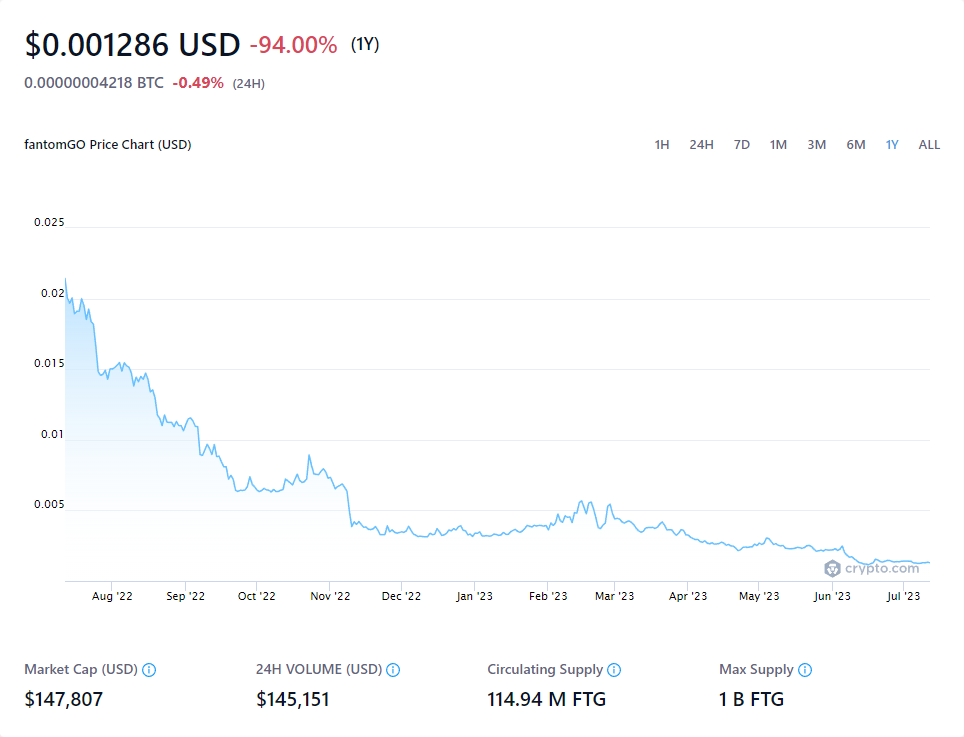 $0.001286 USD -94.00% (1Y)
0.00000004218 BTC -0.49% (24H)
fantomGO Price Chart (USD)
1H 24H 7D 1M 3M 6M 1Y ALL
0.025
0.02
0.015
0.01
0.005
crypto.com
Aug '22 Sep '22 Oct '22 Nov '22 Dec '22 Jan '23 Feb '23 Mar '23 Apr '23 May '23 Jun '23 Jul '23
Market Cap (USD) 24H VOLUME (USD) Circulating Supply Max Supply
$147,807 $145,151 114.94 M FTG 1 B FTG